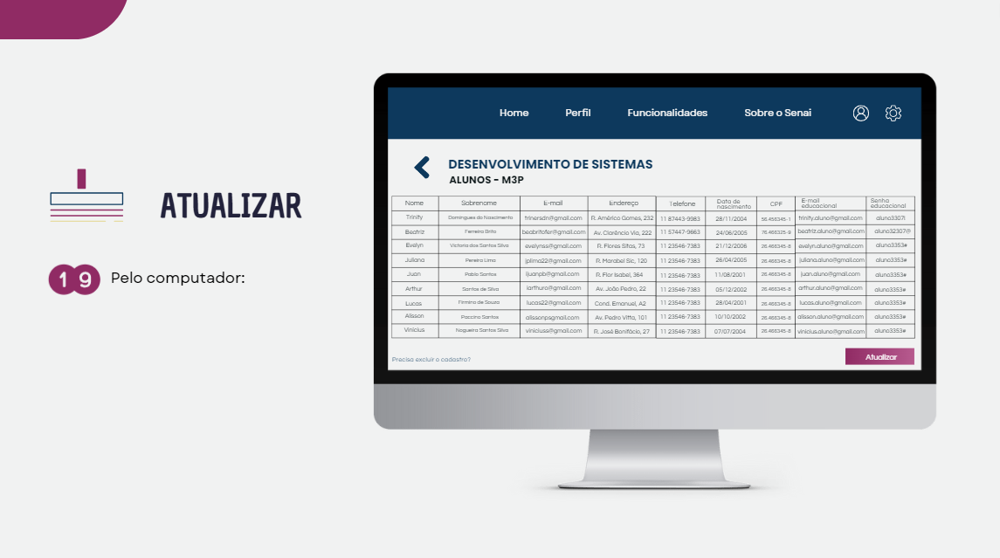 Home Perfil Funcionalidades Sobre o Senai
DESENVOLVIMENTO DE SISTEMAS
ALUNOS - M3P
ATUALIZAR
19 Pelo computador:
Nome Sobrenome E-mail Endereço Telefone Data de nascimento CPF E-mail educacional Senha educacional
Trinity Domingues do Nascimento trinersdn@gmail.com R. Américo Gomes, 232 11 87443-9983 28/11/2004 56.456345-1 trinity.aluno@gmail.com aluno3307!
Beatriz Ferreira Brito beabritofer@gmail.com Av. Clarêncio Via, 222 11 57447-9663 24/06/2005 76.468325-9 beatriz.aluno@gmail.com aluno32307@
Evelyn Victoria dos Santos Silva evelynss@gmail.com R. Flores Sitas, 73 11 23546-7383 21/12/2006 26.468345-8 evelyn.aluno@gmail.com aluno3353#
Juliana Pereira Lima jplima22@gmail.com R. Marabel Sic, 120 11 23546-7383 26/04/2005 26.468345-8 juliana.aluno@gmail.com aluno3353#
Juan Pablo Santos ijuanpb@gmail.com R. Flor Isabel, 364 11 23546-7383 11/08/2001 26.468345-8 juan.aluno@gmail.com aluno3353#
Arthur Santos de Silva iarthuro@gmail.com Av. João Pedro, 22 11 23546-7383 05/12/2002 26.468345-8 arthur.aluno@gmail.com aluno3353#
Lucas Firmino de Souza lucas22@gmail.com Cond. Emanuel, A2 11 23546-7383 28/04/2001 26.468345-8 lucas.aluno@gmail.com aluno3353#
Alisson Paccino Santos alissonpsgmail.com Av. Pedro Vitto, 101 11 23546-7383 10/10/2002 26.468345-8 alisson.aluno@gmail.com aluno3353#
Vinicius Nogueira Santos Silva viniciuss@gmail.com R. José Bonifácio, 27 11 23546-7383 07/07/2004 26.468345-8 vinicius.aluno@gmail.com aluno3353#
Precisa excluir o cadastro?
Atualizar